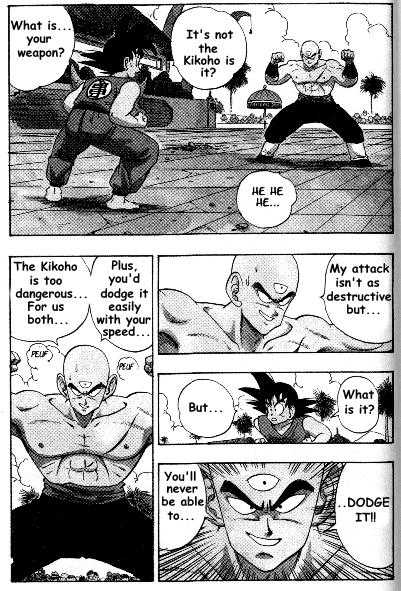 What is...
your
weapon?
It's not
the
Kikoho
is it?
HE HE
HE...
The Kikoho
is too
dangerous...
For us
both...
Plus,
you'd
dodge it
easily
with your
speed...
PEUF
PEUF
My attack
isn't as
destructive
but...
But...
What
is it?
You'll
never
be able
to...
..DODGE
IT!!